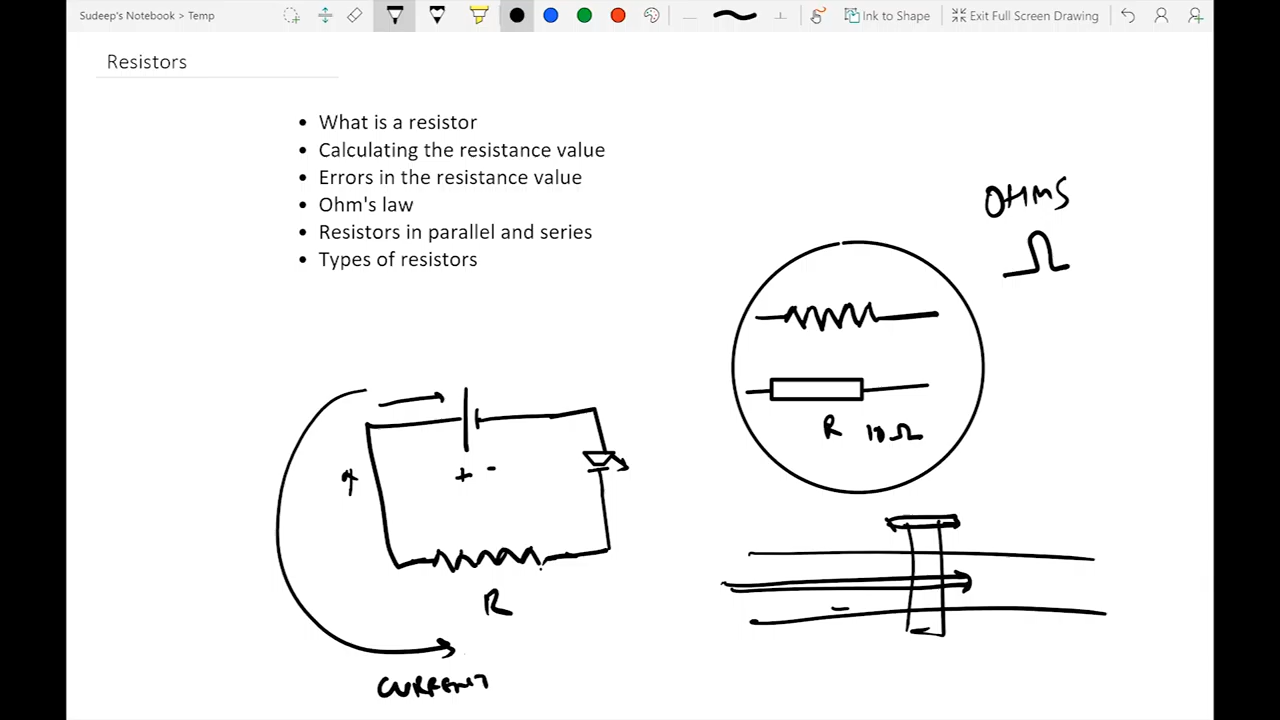 Sudeep's Notebook > Temp
Ink to Shape
Exit Full Screen Drawing
Resistors
• What is a resistor
• Calculating the resistance value
• Errors in the resistance value
• Ohm's law
• Resistors in parallel and series
• Types of resistors
OHMS
Ω
R 10Ω
+ -
R
CURRENT
-